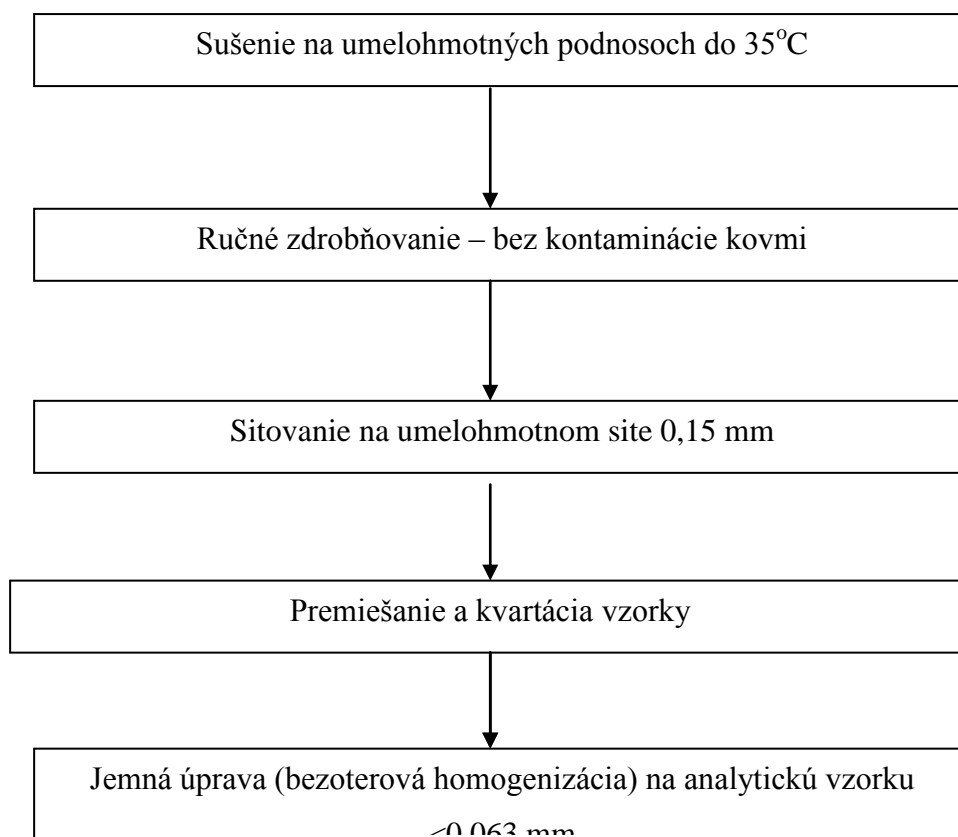 Sušenie na umelohmotných podnosoch do 35°C
Ručné zdrobňovanie – bez kontaminácie kovmi
Sitovanie na umelohmotnom site 0,15 mm
Premiešanie a kvartácia vzorky
Jemná úprava (bezoterová homogenizácia) na analytickú vzorku
<0,063 mm